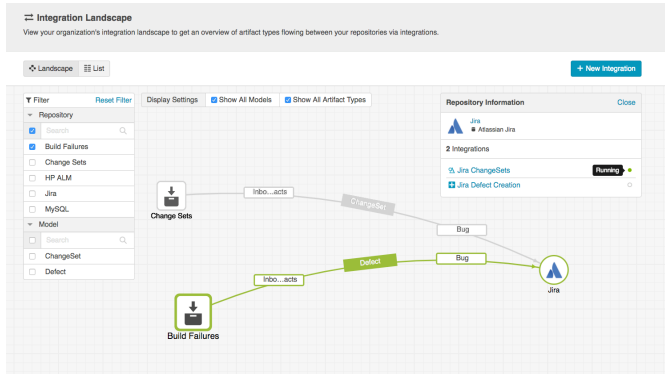 Integration Landscape
View your organization's integration landscape to get an overview of artifact types flowing between your repositories via integrations.
Landscape
List
+ New Integration
Filter
Reset Filter
Repository
Search
Build Failures
Change Sets
HP ALM
Jira
MySQL
Model
Search
ChangeSet
Defect
Display Settings
Show All Models
Show All Artifact Types
Inbo...acts
ChangeSet
Change Sets
Bug
Defect
Bug
Inbo...acts
Jira
Build Failures
Repository Information
Close
Jira
Atlassian Jira
2 Integrations
Jira ChangeSets
Running
Jira Defect Creation